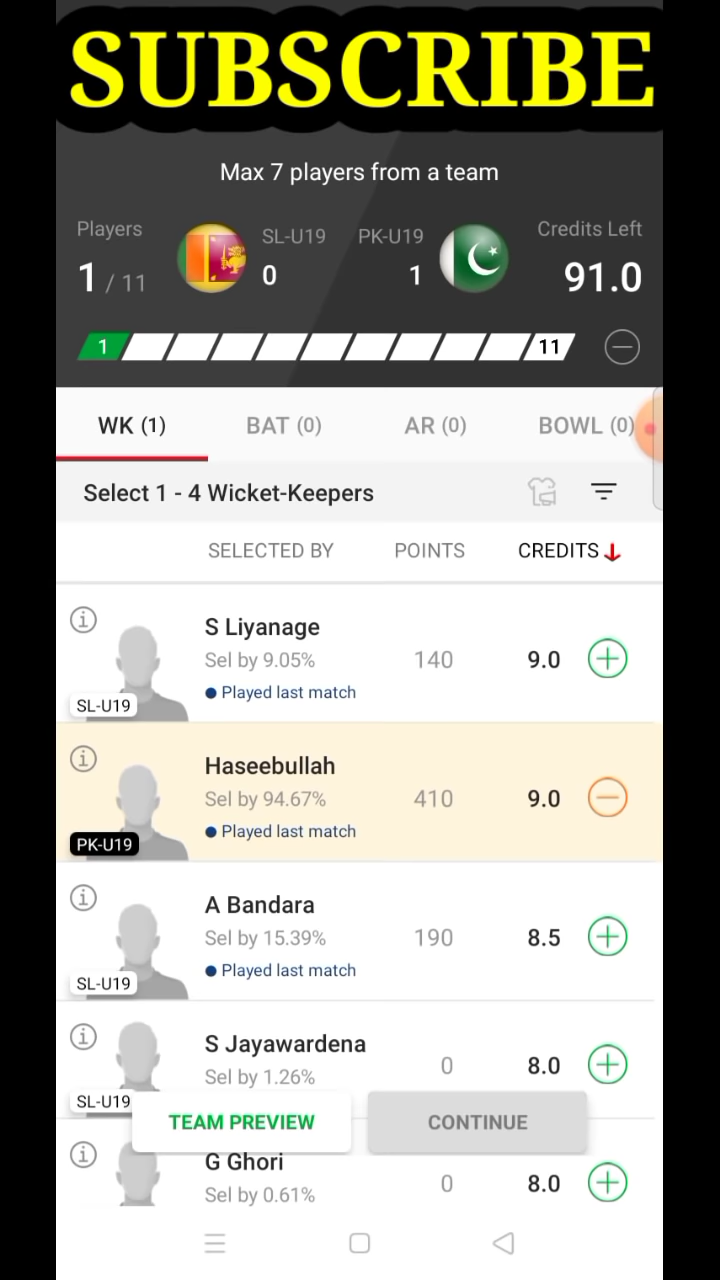 SUBSCRIBE
Max 7 players from a team
Players SL-U19 PK-U19 Credits Left
1 / 11 0 1 91.0
1 11
WK (1) BAT (0) AR (0) BOWL (0)
Select 1 - 4 Wicket-Keepers
SELECTED BY POINTS CREDITS
S Liyanage
Sel by 9.05% 140 9.0
Played last match
SL-U19
Haseebullah
Sel by 94.67% 410 9.0
Played last match
PK-U19
A Bandara
Sel by 15.39% 190 8.5
Played last match
SL-U19
S Jayawardena
Sel by 1.26% 0 8.0
SL-U19
TEAM PREVIEW CONTINUE
G Ghori
Sel by 0.61% 0 8.0